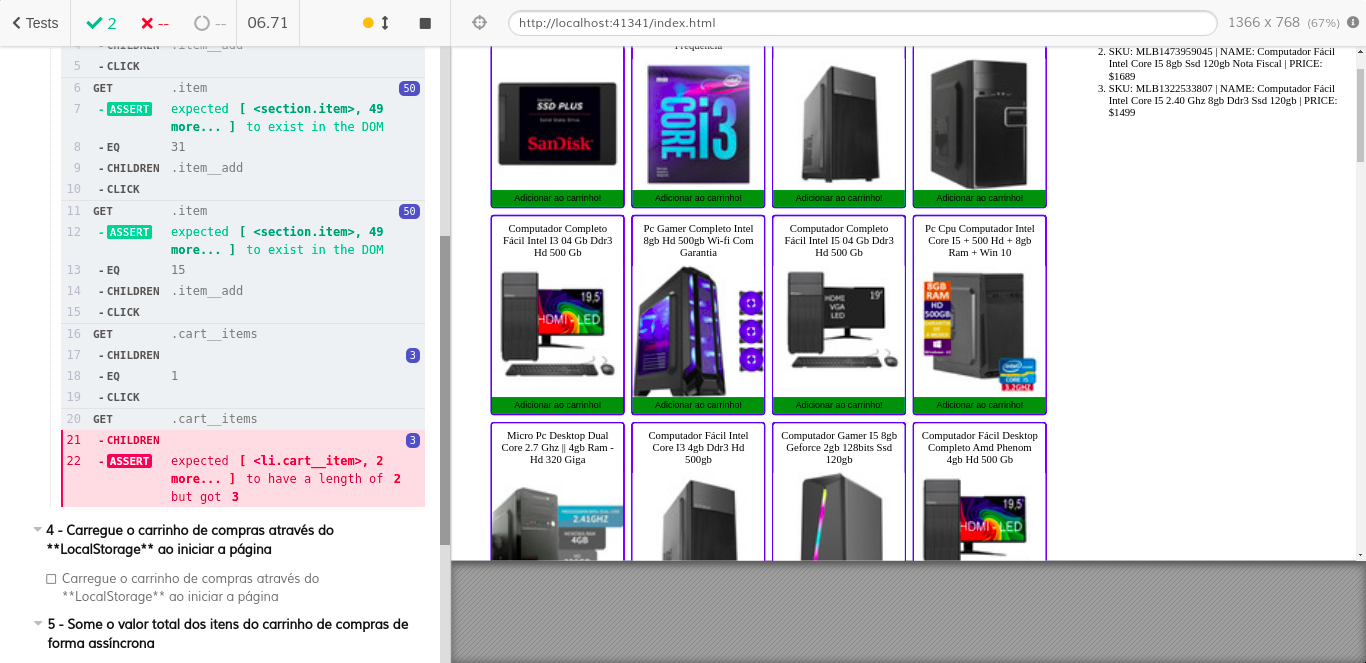 Tests
2
--
--
06.71
http://localhost:41341/index.html
1366 x 768 (67%)
4 -CHILDREN .item__add
5 -CLICK
6 GET .item 50
7 -ASSERT expected [ <section.item>, 49
more... ] to exist in the DOM
8 -EQ 31
9 -CHILDREN .item__add
10 -CLICK
11 GET .item 50
12 -ASSERT expected [ <section.item>, 49
more... ] to exist in the DOM
13 -EQ 15
14 -CHILDREN .item__add
15 -CLICK
16 GET .cart_items
17 -CHILDREN 3
18 -EQ 1
19 -CLICK
20 GET .cart_items
21 -CHILDREN 3
22 -ASSERT expected [ <li.cart__item>, 2
more... ] to have a length of 2
but got 3
4 - Carregue o carrinho de compras através do
**LocalStorage** ao iniciar a página
Carregue o carrinho de compras através do
**LocalStorage** ao iniciar a página
5 - Some o valor total dos itens do carrinho de compras de
forma assíncrona
Frequência
SSD PLUS
Solid State Drive
SanDisk
CORE i3
Adicionar ao carrinho!
Adicionar ao carrinho!
Adicionar ao carrinho!
Adicionar ao carrinho!
Computador Completo
Fácil Intel I3 04 Gb Ddr3
Hd 500 Gb
19,5"
HDMI - LED
Adicionar ao carrinho!
Pc Gamer Completo Intel
8gb Hd 500gb Wi-fi Com
Garantia
Adicionar ao carrinho!
Computador Completo
Fácil Intel I5 04 Gb Ddr3
Hd 500 Gb
19"
HDMI
VGA
LED
Adicionar ao carrinho!
Pc Cpu Computador Intel
Core I5 + 500 Hd + 8gb
Ram + Win 10
8GB
RAM
HD
500GB
intel
CORE I5
3.2GHZ
Adicionar ao carrinho!
Micro Pc Desktop Dual
Core 2.7 Ghz || 4gb Ram -
Hd 320 Giga
2.41GHZ
4GB
Computador Fácil Intel
Core I3 4gb Ddr3 Hd
500gb
Computador Gamer I5 8gb
Geforce 2gb 128bits Ssd
120gb
Computador Fácil Desktop
Completo Amd Phenom
4gb Hd 500 Gb
19,5"
HDMI - LED
2. SKU: MLB1473959045 | NAME: Computador Fácil
Intel Core I5 8gb Ssd 120gb Nota Fiscal | PRICE:
$1689
3. SKU: MLB1322533807 | NAME: Computador Fácil
Intel Core I5 2.40 Ghz 8gb Ddr3 Ssd 120gb | PRICE:
$1499